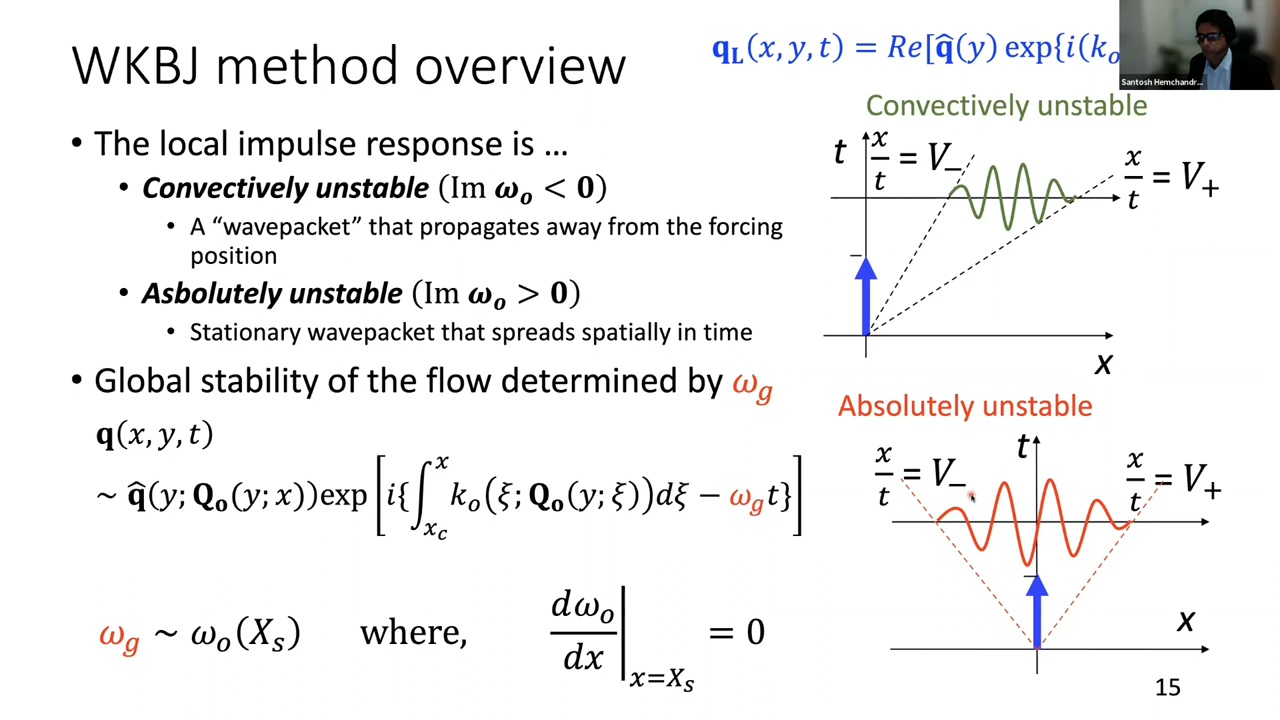 WKBJ method overview
𝐪_𝐋(x, y, t) = Re[𝐪̂(y) exp{i(k_o
Santosh Hemchandr...
• The local impulse response is …
• Convectively unstable (Im ω_o < 0)
• A “wavepacket” that propagates away from the forcing
position
• Asbolutely unstable (Im ω_o > 0)
• Stationary wavepacket that spreads spatially in time
• Global stability of the flow determined by ω_g
𝐪(x, y, t)
~ 𝐪̂(y; 𝐐_𝐨(y; x))exp[i{∫_{x_c}^{x} k_o(ξ; 𝐐_𝐨(y; ξ))dξ − ω_g t}]
ω_g ~ ω_o(X_s) where, dω_o/dx |_{x=X_s} = 0
Convectively unstable
t
x/t = V_−
x/t = V_+
x
Absolutely unstable
t
x/t = V_−
x/t = V_+
x
15